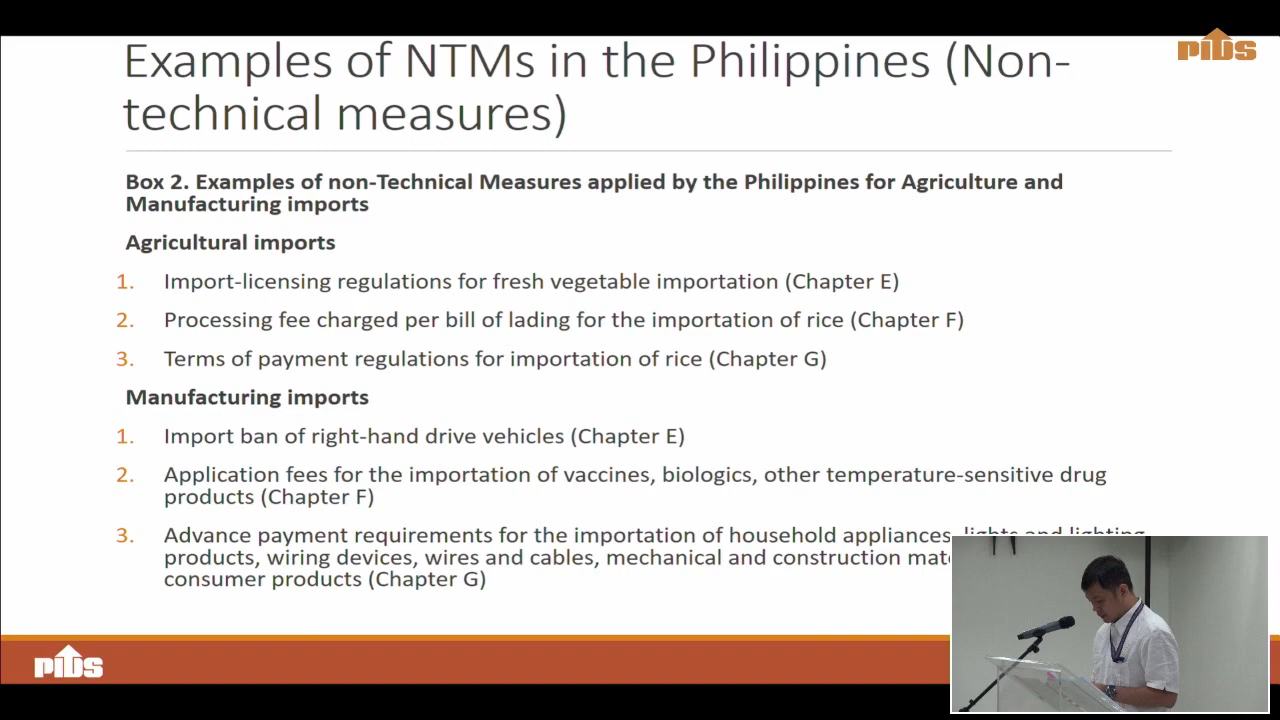 PIDS
Examples of NTMs in the Philippines (Non-
technical measures)
Box 2. Examples of non-Technical Measures applied by the Philippines for Agriculture and
Manufacturing imports
Agricultural imports
1. Import-licensing regulations for fresh vegetable importation (Chapter E)
2. Processing fee charged per bill of lading for the importation of rice (Chapter F)
3. Terms of payment regulations for importation of rice (Chapter G)
Manufacturing imports
1. Import ban of right-hand drive vehicles (Chapter E)
2. Application fees for the importation of vaccines, biologics, other temperature-sensitive drug
products (Chapter F)
3. Advance payment requirements for the importation of household appliances, lights and lighting
products, wiring devices, wires and cables, mechanical and construction
consumer products (Chapter G)
PIDS